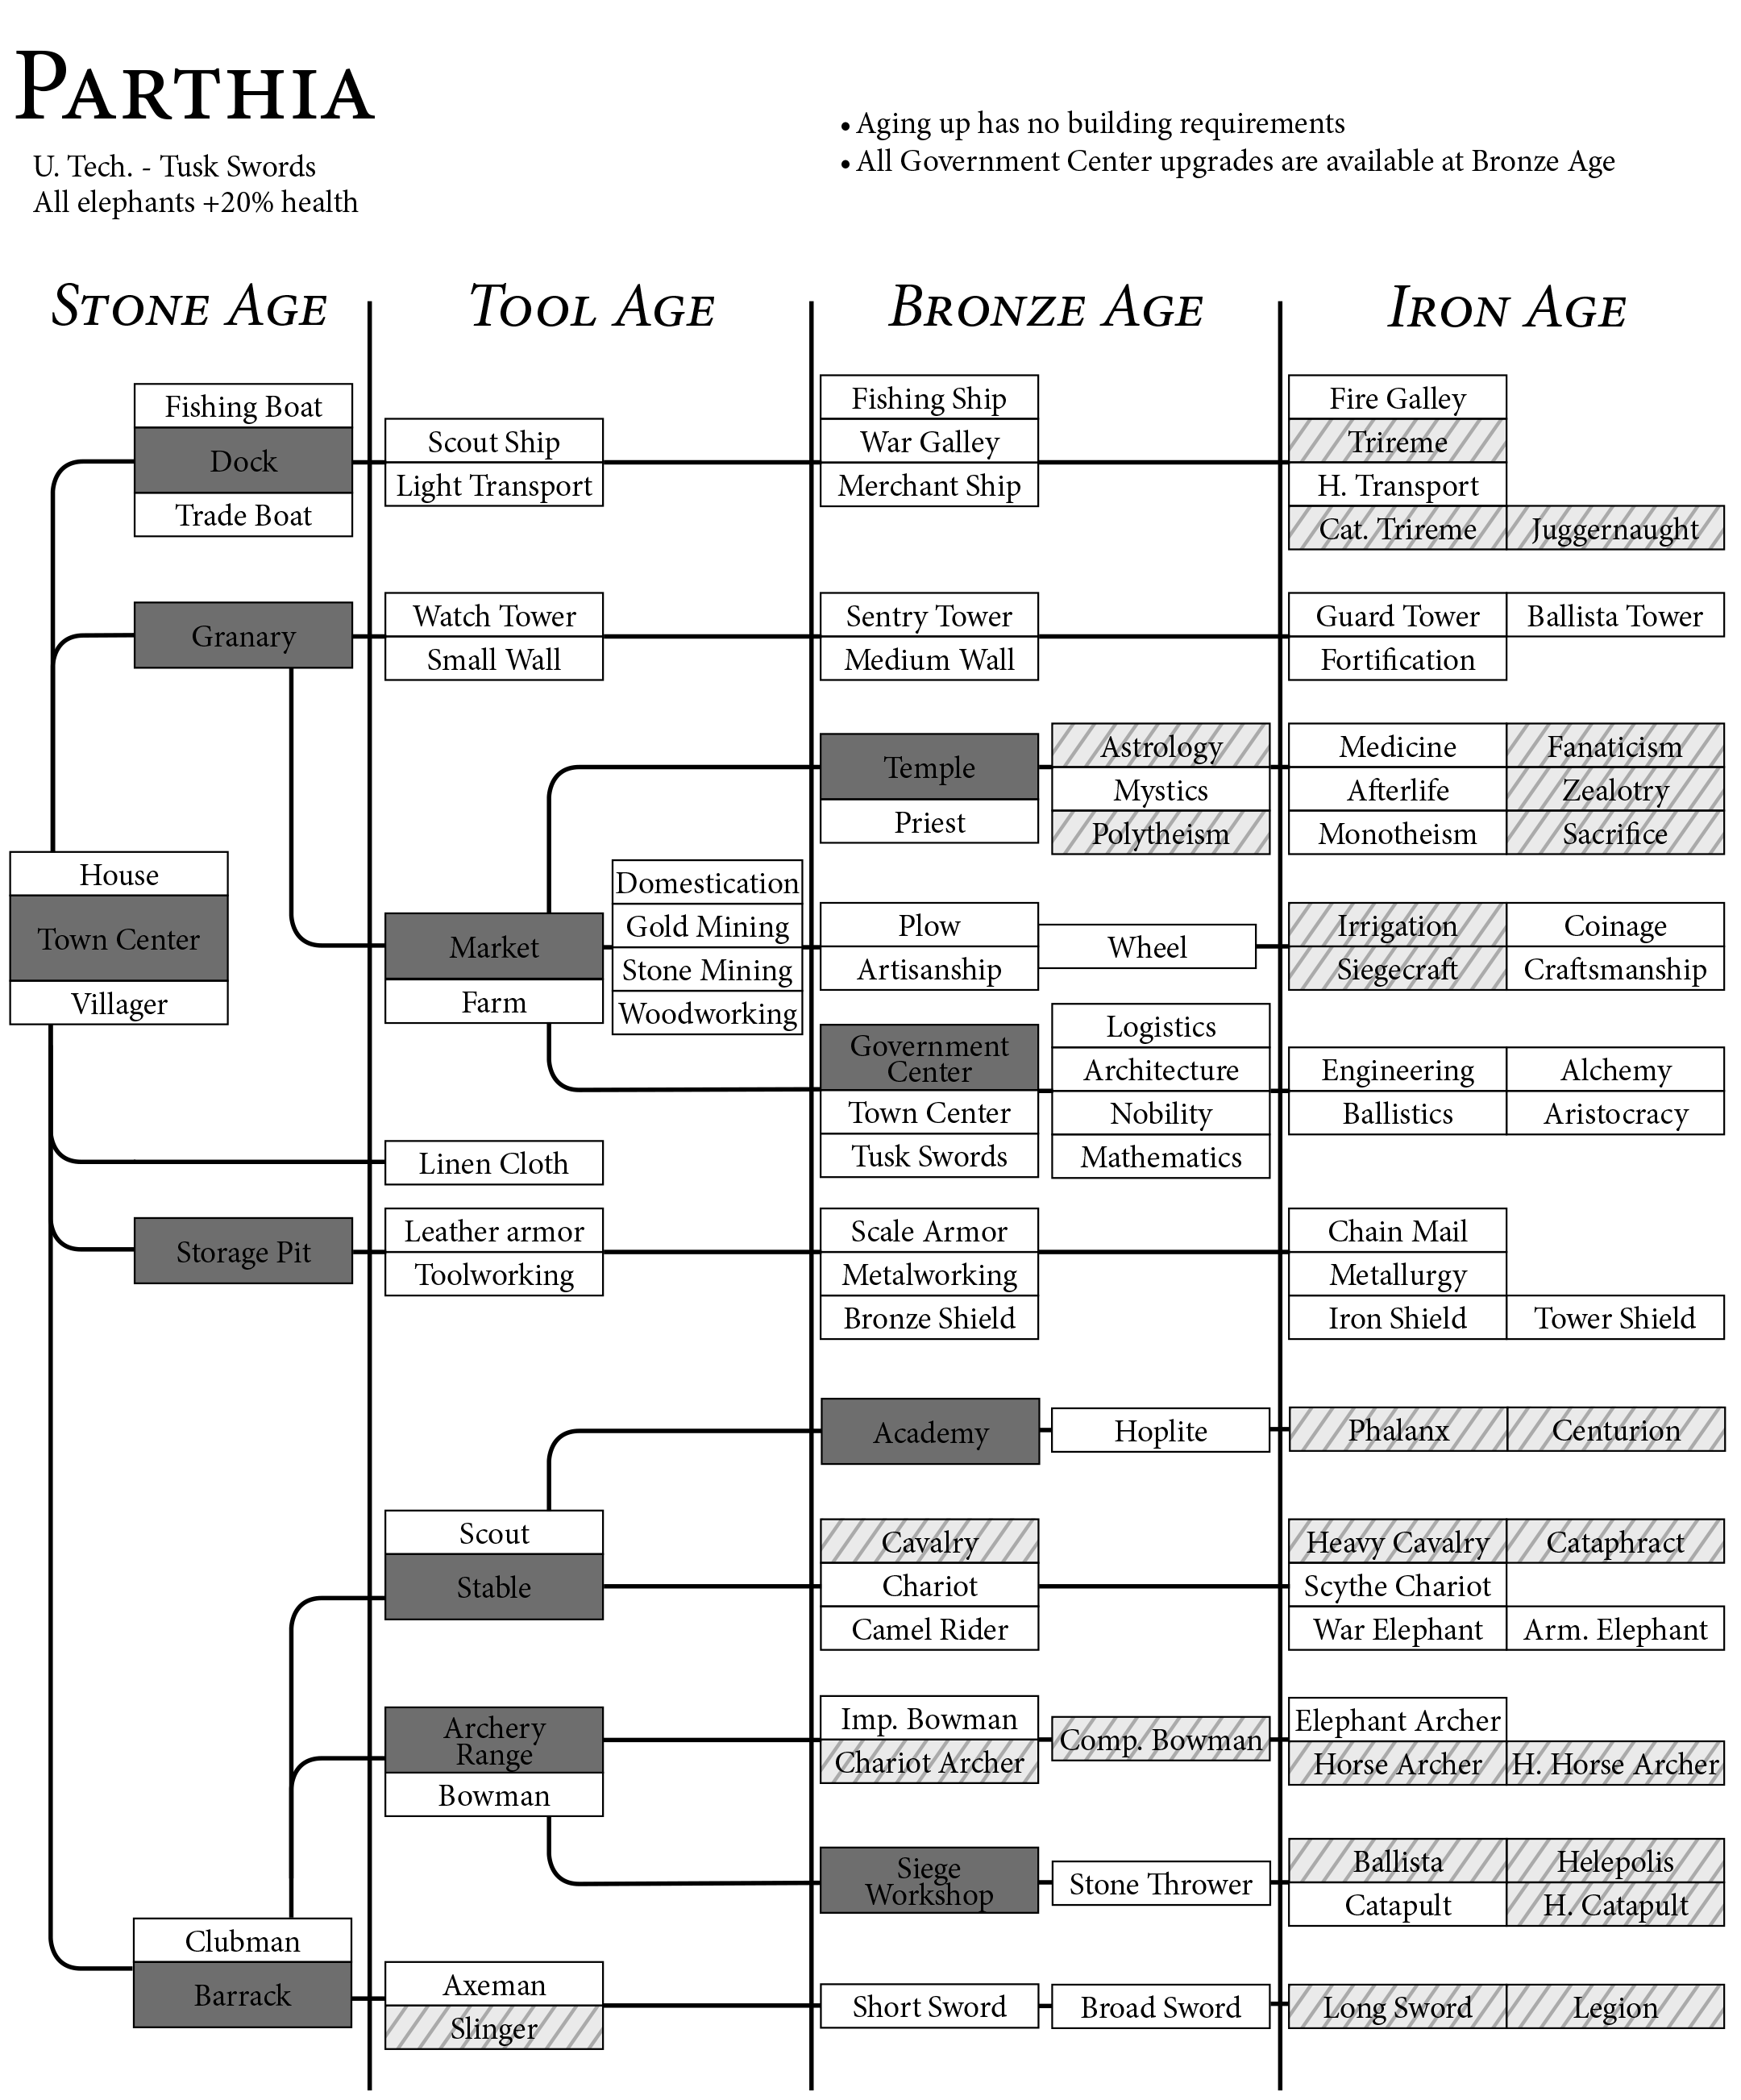 PARTHIA
U. Tech. - Tusk Swords
All elephants +20% health
• Aging up has no building requirements
• All Government Center upgrades are available at Bronze Age
STONE AGE
TOOL AGE
BRONZE AGE
IRON AGE
Fishing Boat
Dock
Trade Boat
Scout Ship
Light Transport
Fishing Ship
War Galley
Merchant Ship
Fire Galley
Trireme
H. Transport
Cat. Trireme
Juggernaught
Granary
Watch Tower
Small Wall
Sentry Tower
Medium Wall
Guard Tower
Ballista Tower
Fortification
Temple
Priest
Astrology
Mystics
Polytheism
Medicine
Fanaticism
Afterlife
Zealotry
Monotheism
Sacrifice
House
Town Center
Villager
Market
Farm
Domestication
Gold Mining
Stone Mining
Woodworking
Plow
Artisanship
Wheel
Irrigation
Coinage
Siegecraft
Craftsmanship
Government
Center
Town Center
Tusk Swords
Logistics
Architecture
Nobility
Mathematics
Engineering
Alchemy
Ballistics
Aristocracy
Linen Cloth
Storage Pit
Leather armor
Toolworking
Scale Armor
Metalworking
Bronze Shield
Chain Mail
Metallurgy
Iron Shield
Tower Shield
Academy
Hoplite
Phalanx
Centurion
Scout
Stable
Cavalry
Chariot
Camel Rider
Heavy Cavalry
Cataphract
Scythe Chariot
War Elephant
Arm. Elephant
Archery
Range
Bowman
Imp. Bowman
Chariot Archer
Comp. Bowman
Elephant Archer
Horse Archer
H. Horse Archer
Siege
Workshop
Stone Thrower
Ballista
Helepolis
Catapult
H. Catapult
Clubman
Barrack
Axeman
Slinger
Short Sword
Broad Sword
Long Sword
Legion